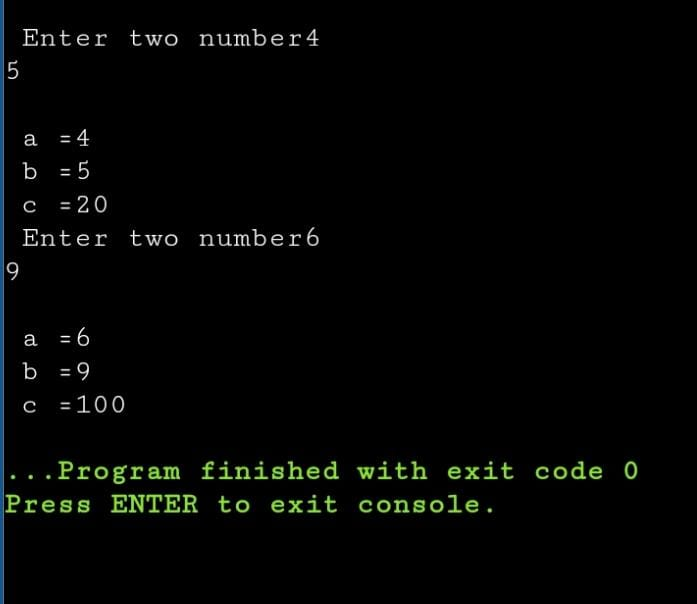 Enter two number4
5
a =4
b =5
c =20
Enter two number6
9
a =6
b =9
c =100
...Program finished with exit code 0
Press ENTER to exit console.